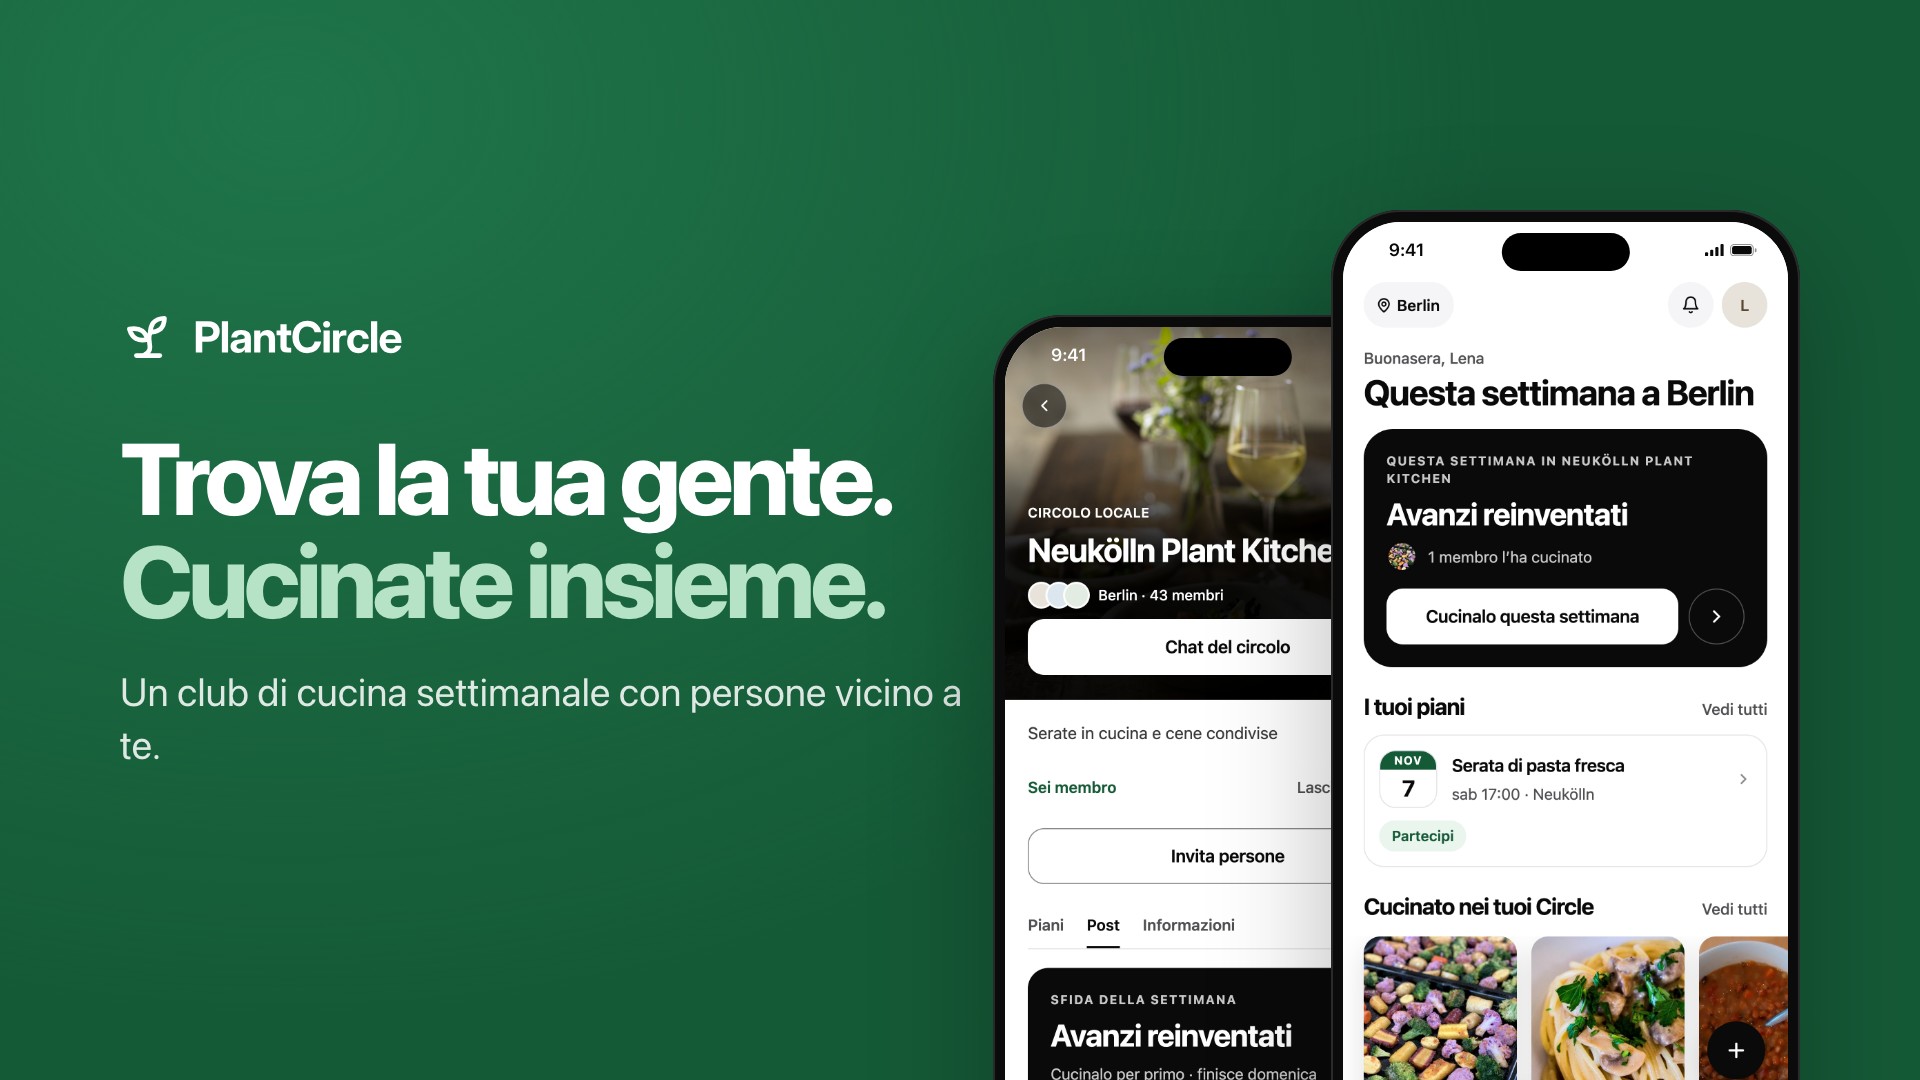 PlantCircle
Trova la tua gente.
Cucinate insieme.
Un club di cucina settimanale con persone vicino a
te.
9:41
CIRCOLO LOCALE
Neukölln Plant Kitche
Berlin · 43 membri
Chat del circolo
Serate in cucina e cene condivise
Sei membro
Lasc
Invita persone
Piani Post Informazioni
SFIDA DELLA SETTIMANA
Avanzi reinventati
Cucinalo per primo · finisce domenica
9:41
Berlin
L
Buonasera, Lena
Questa settimana a Berlin
QUESTA SETTIMANA IN NEUKÖLLN PLANT
KITCHEN
Avanzi reinventati
1 membro l’ha cucinato
Cucinalo questa settimana
I tuoi piani Vedi tutti
NOV
7
Serata di pasta fresca
sab 17:00 · Neukölln
Partecipi
Cucinato nei tuoi Circle Vedi tutti